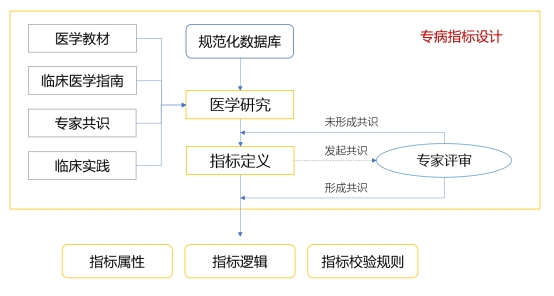 医学教材
规范化数据库
专病指标设计
临床医学指南
医学研究
专家共识
未形成共识
临床实践
指标定义
发起共识
专家评审
形成共识
指标属性
指标逻辑
指标校验规则